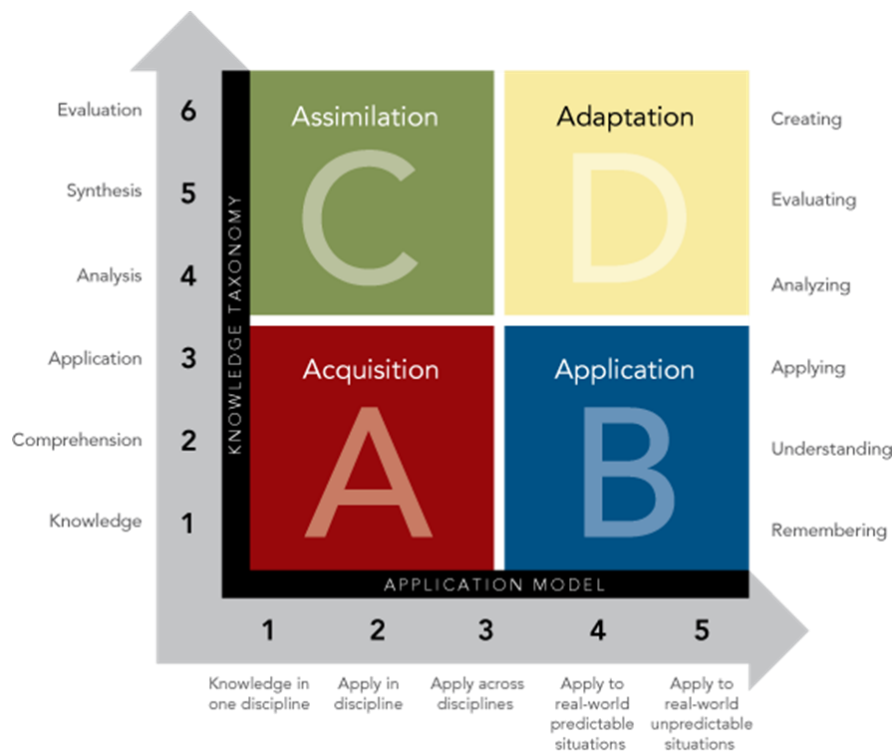 Evaluation
6
Assimilation
Adaptation
Creating
Synthesis
5
C
D
Evaluating
Analysis
4
Analyzing
KNOWLEDGE TAXONOMY
Application
3
Acquisition
Application
Applying
Comprehension
2
A
B
Understanding
Knowledge
1
Remembering
APPLICATION MODEL
1
2
3
4
5
Knowledge in
one discipline
Apply in
discipline
Apply across
disciplines
Apply to
real-world
predictable
situations
Apply to
real-world
unpredictable
situations